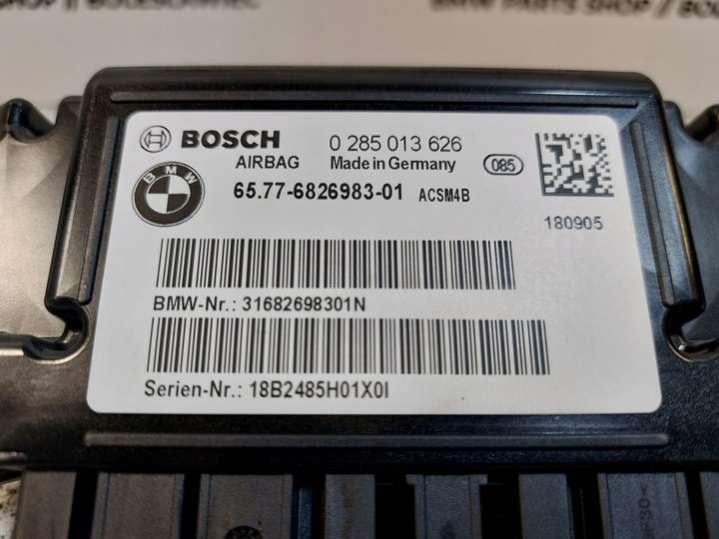 BOSCH 0 285 013 626
AIRBAG Made in Germany 085
BMW
65.77-6826983-01 ACSM4B
180905
BMW-Nr.: 31682698301N
Serien-Nr.: 18B2485H01X0I